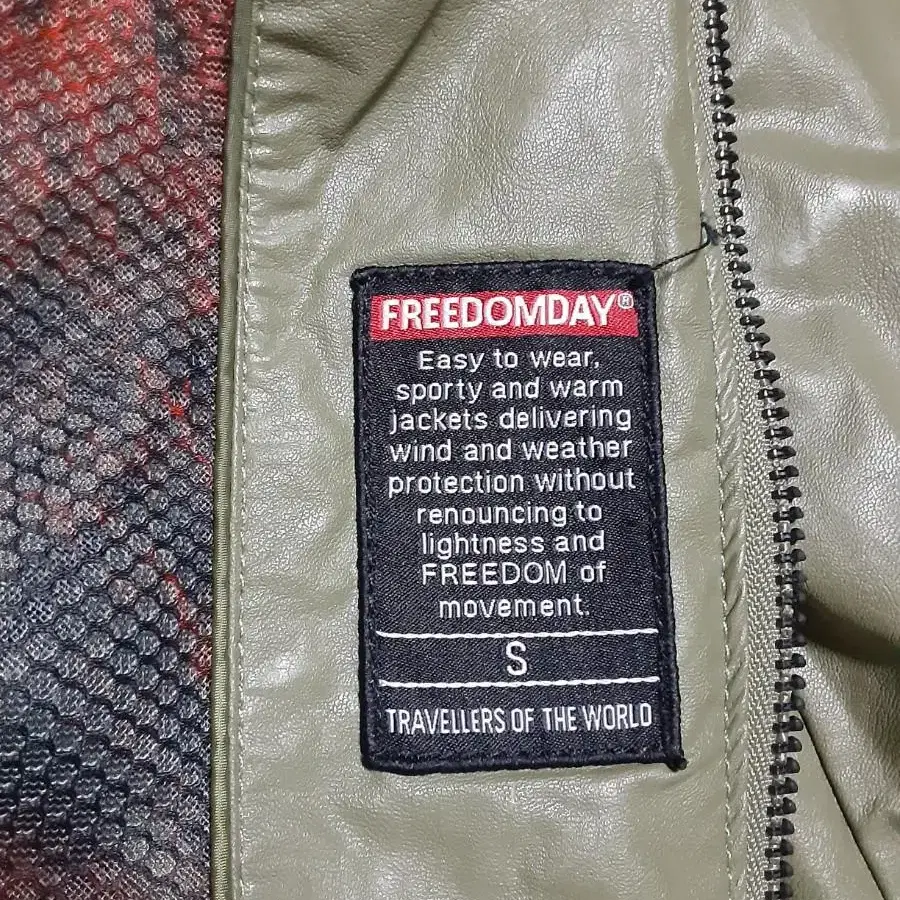 FREEDOMDAY®
Easy to wear,
sporty and warm
jackets delivering
wind and weather
protection without
renouncing to
lightness and
FREEDOM of
movement.
S
TRAVELLERS OF THE WORLD